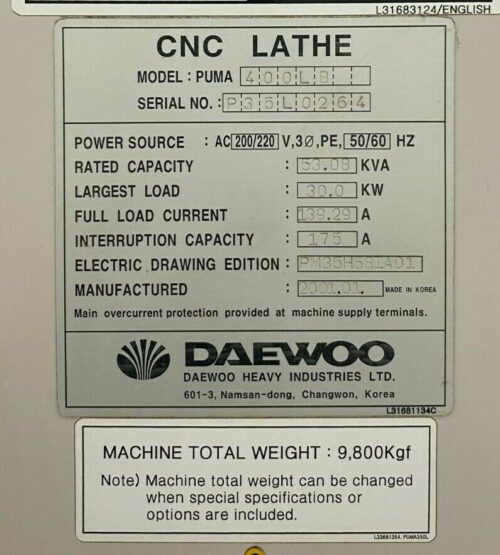 L31683124/ENGLISH
CNC LATHE
MODEL : PUMA 400LB
SERIAL NO. : P35L0264
POWER SOURCE : AC 200/220 V,3Ø,PE, 50/60 HZ
RATED CAPACITY : 53.08 KVA
LARGEST LOAD : 30.0 KW
FULL LOAD CURRENT : 139.29 A
INTERRUPTION CAPACITY : 175 A
ELECTRIC DRAWING EDITION :
MANUFACTURED : 2001.01. MADE IN KOREA
Main overcurrent protection provided at machine supply terminals.
DAEWOO
DAEWOO HEAVY INDUSTRIES LTD.
601-3, Namsan-dong, Changwon, Korea
L31681134C
MACHINE TOTAL WEIGHT : 9,800Kgf
Note) Machine total weight can be changed
when special specifications or
options are included.
L33681354, PUMA350L